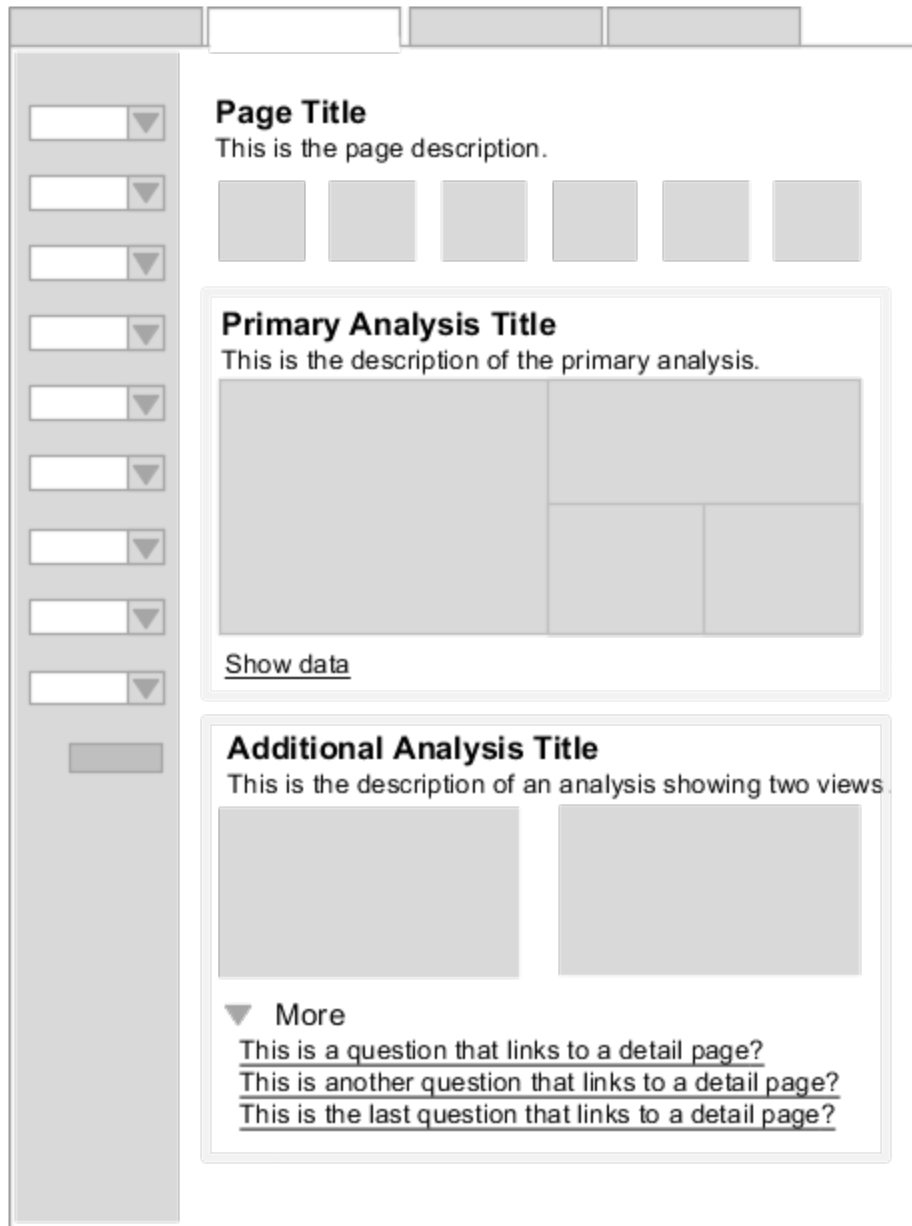 Page Title
This is the page description.
Primary Analysis Title
This is the description of the primary analysis.
Show data
Additional Analysis Title
This is the description of an analysis showing two views.
More
This is a question that links to a detail page?
This is another question that links to a detail page?
This is the last question that links to a detail page?